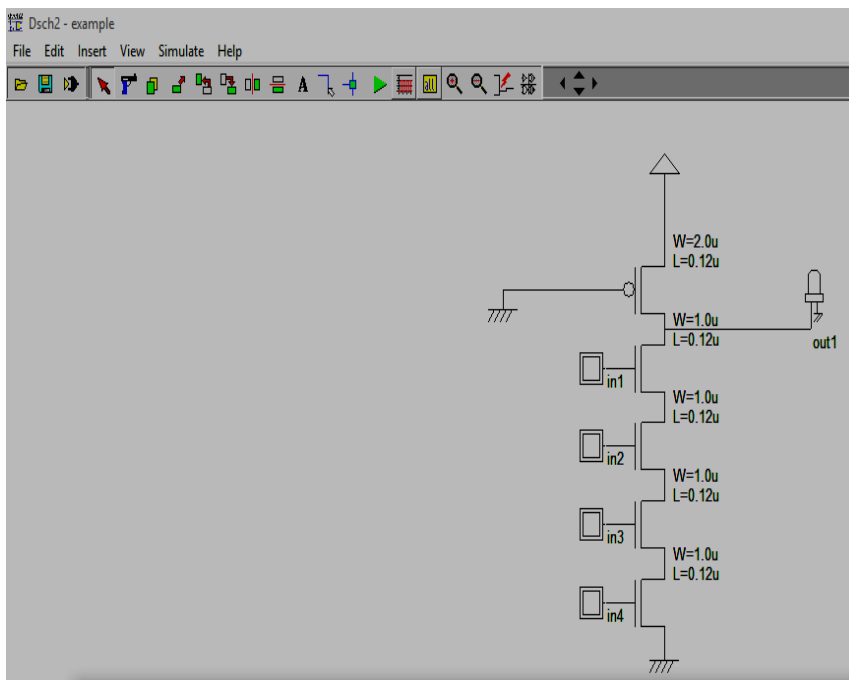 Dsch2 - example
File Edit Insert View Simulate Help
A
W=2.0u
L=0.12u
W=1.0u
L=0.12u
out1
in1
W=1.0u
L=0.12u
in2
W=1.0u
L=0.12u
in3
W=1.0u
L=0.12u
in4